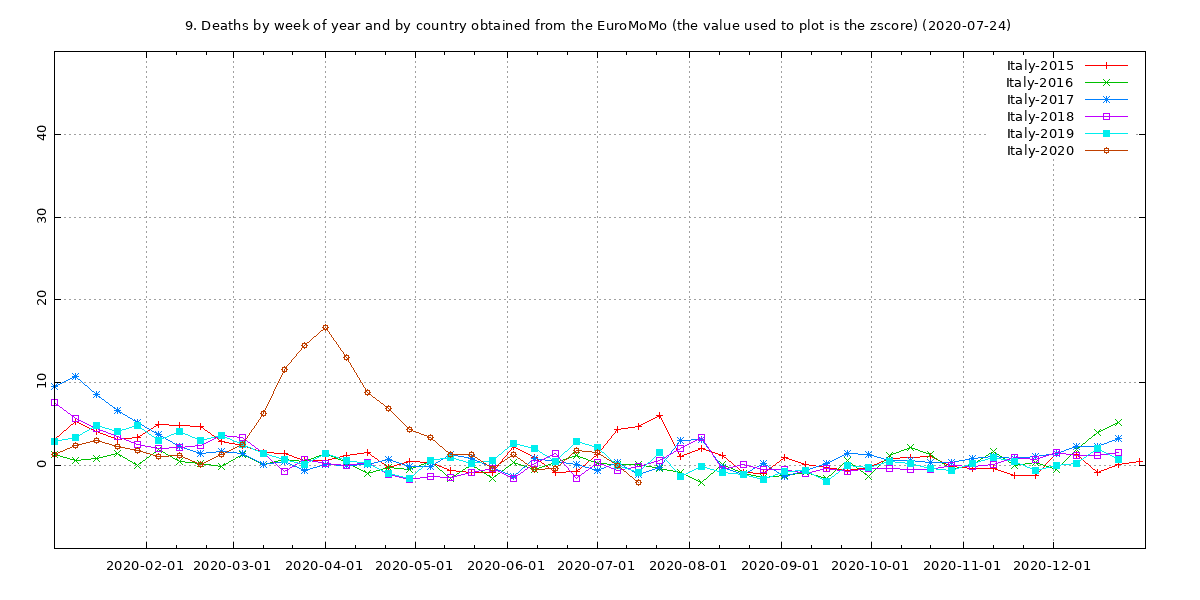 9. Deaths by week of year and by country obtained from the EuroMoMo (the value used to plot is the zscore) (2020-07-24)
Italy-2015
Italy-2016
Italy-2017
Italy-2018
Italy-2019
Italy-2020
40
30
20
10
0
2020-02-01 2020-03-01 2020-04-01 2020-05-01 2020-06-01 2020-07-01 2020-08-01 2020-09-01 2020-10-01 2020-11-01 2020-12-01